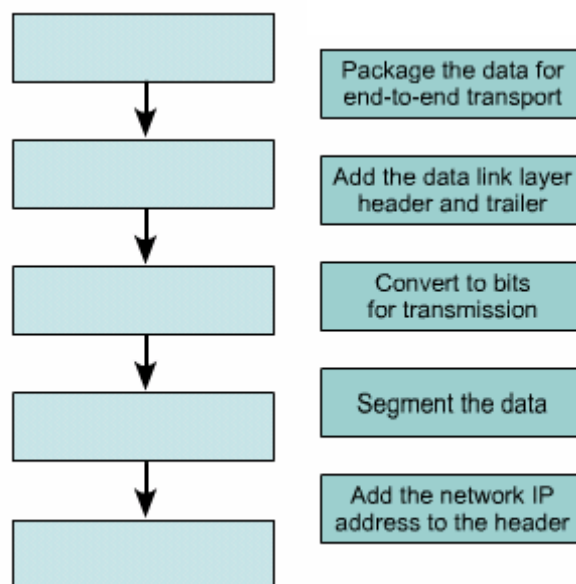 Package the data for
end-to-end transport
Add the data link layer
header and trailer
Convert to bits
for transmission
Segment the data
Add the network IP
address to the header